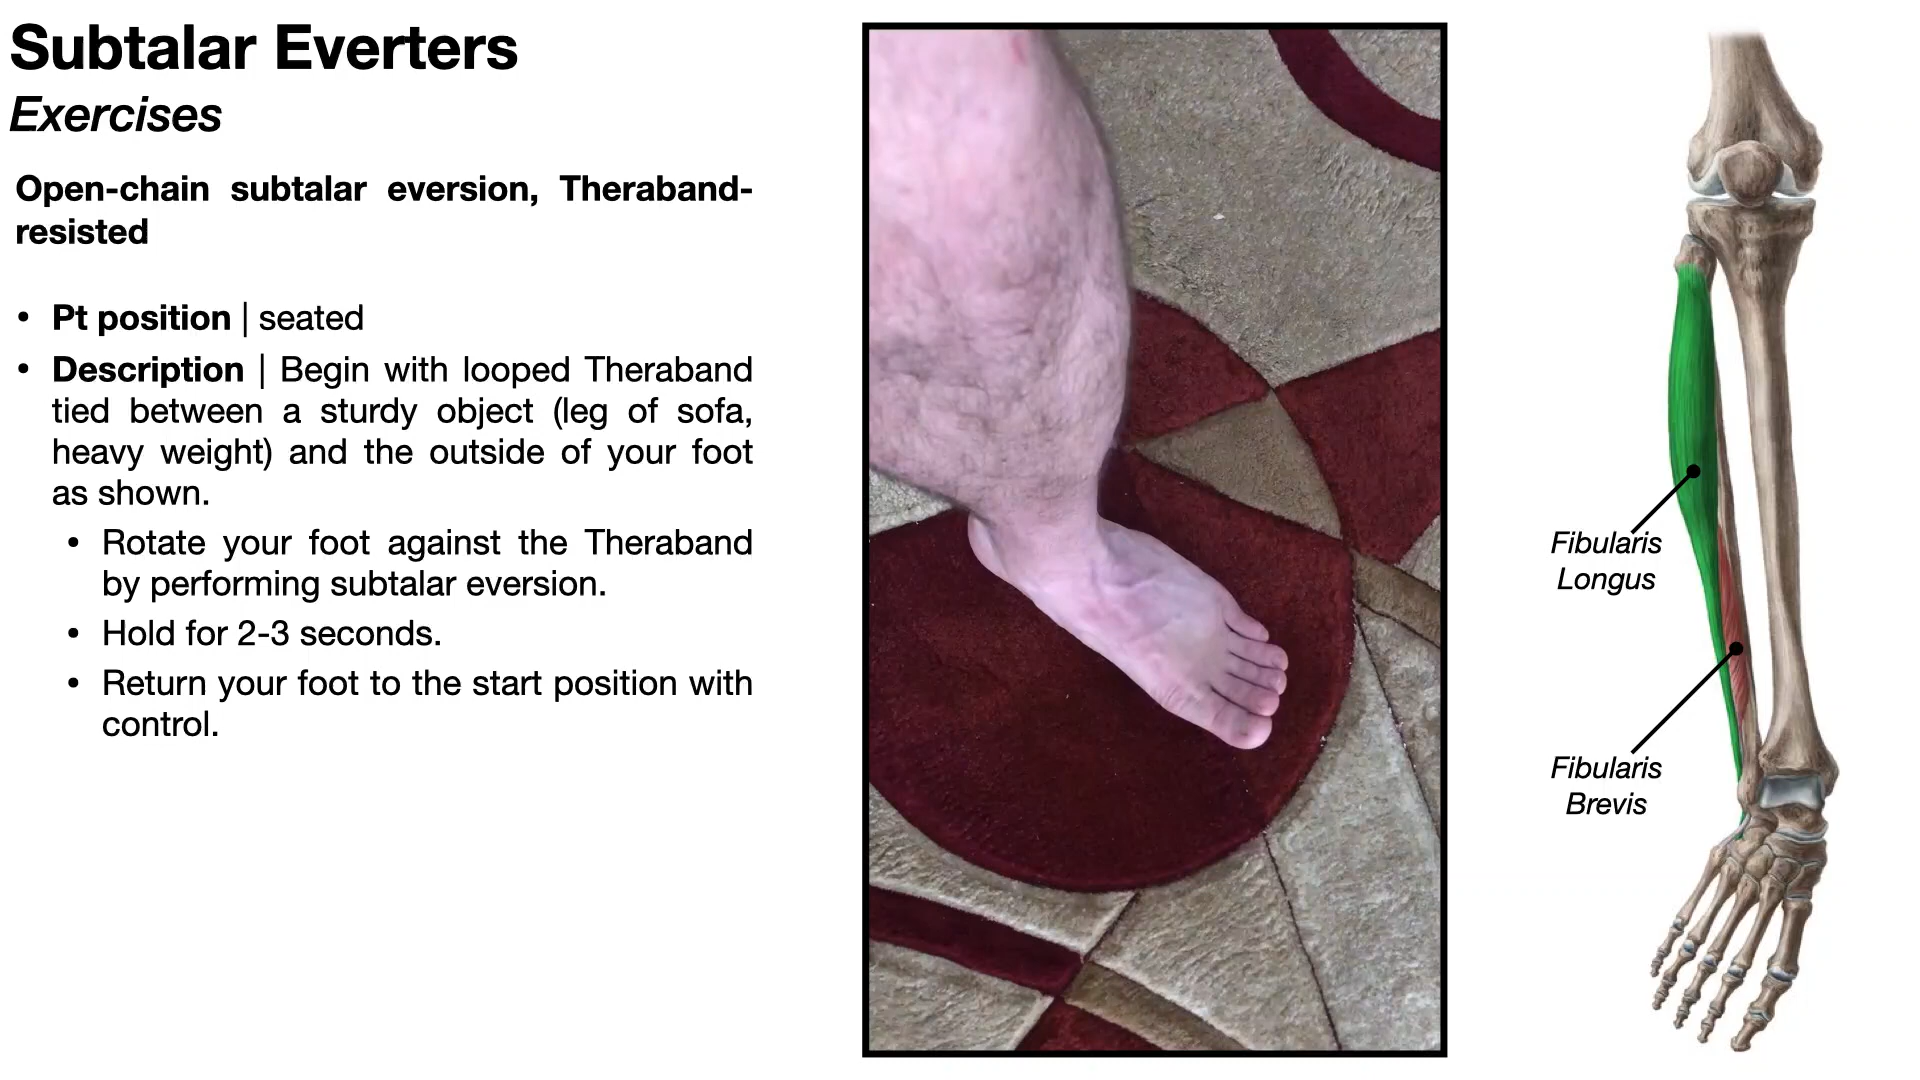 Subtalar Everters
Exercises
Open-chain subtalar eversion, Theraband-
resisted
• Pt position | seated
• Description | Begin with looped Theraband
tied between a sturdy object (leg of sofa,
heavy weight) and the outside of your foot
as shown.
• Rotate your foot against the Theraband
by performing subtalar eversion.
• Hold for 2-3 seconds.
• Return your foot to the start position with
control.
Fibularis
Longus
Fibularis
Brevis